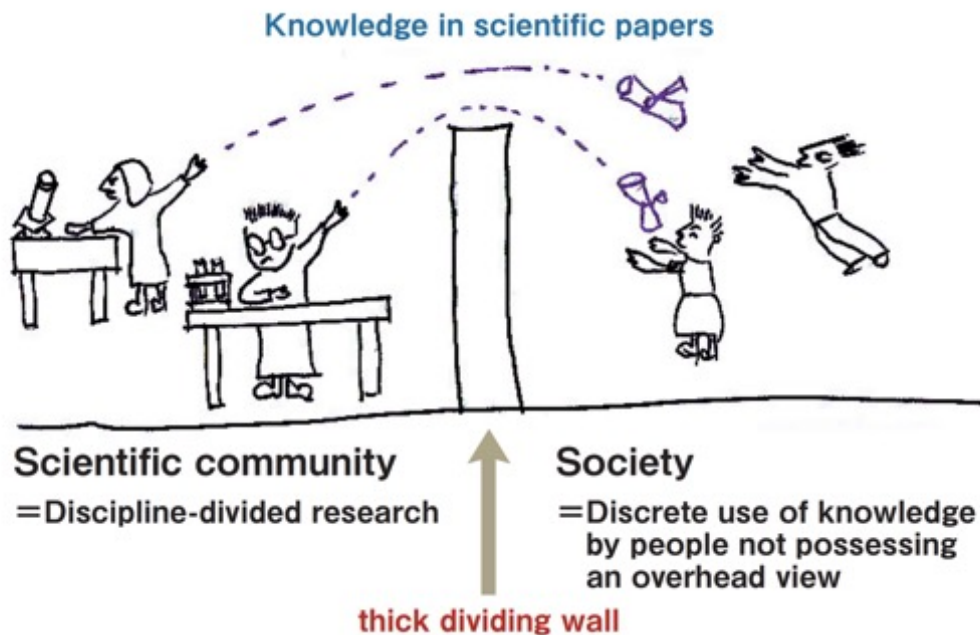 Knowledge in scientific papers
Scientific community
=Discipline-divided research
Society
=Discrete use of knowledge
by people not possessing
an overhead view
thick dividing wall